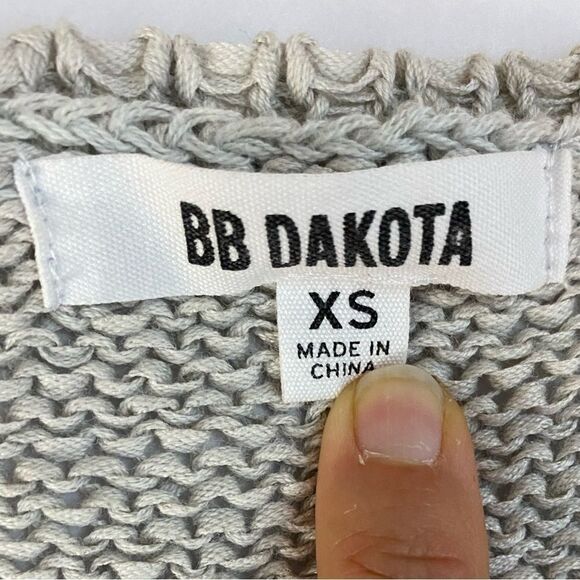 BB DAKOTA
XS
MADE IN
CHINA